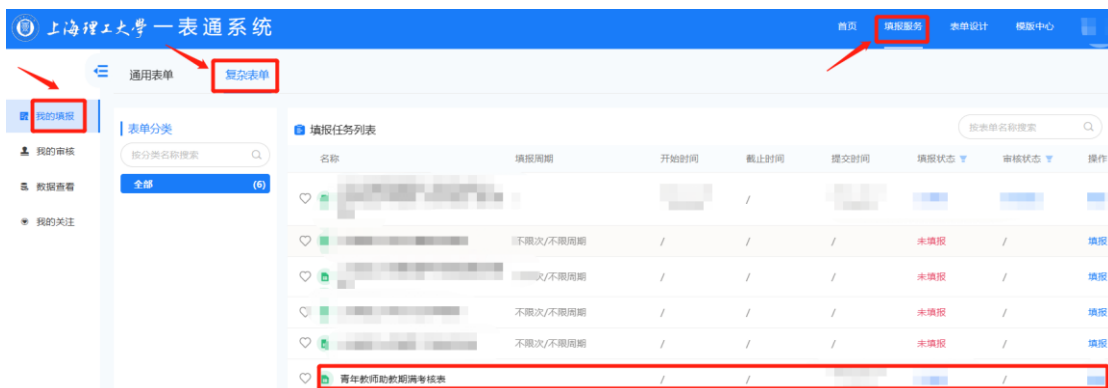 上海理工大学一表通系统
首页 填报服务 表单设计 模版中心
通用表单 复杂表单
我的填报
我的审核
数据查看
我的关注
表单分类
按分类名称搜索
全部 (6)
填报任务列表
按表单名称搜索
名称 填报周期 开始时间 截止时间 提交时间 填报状态 审核状态 操作
/
不限次/不限周期 / / / 未填报 / 填报
次/不限周期 / / / 未填报 / 填报
不限次/不限周期 / / / 未填报 / 填报
不限次/不限周期 / / / 未填报 / 填报
青年教师助教期满考核表 / / /